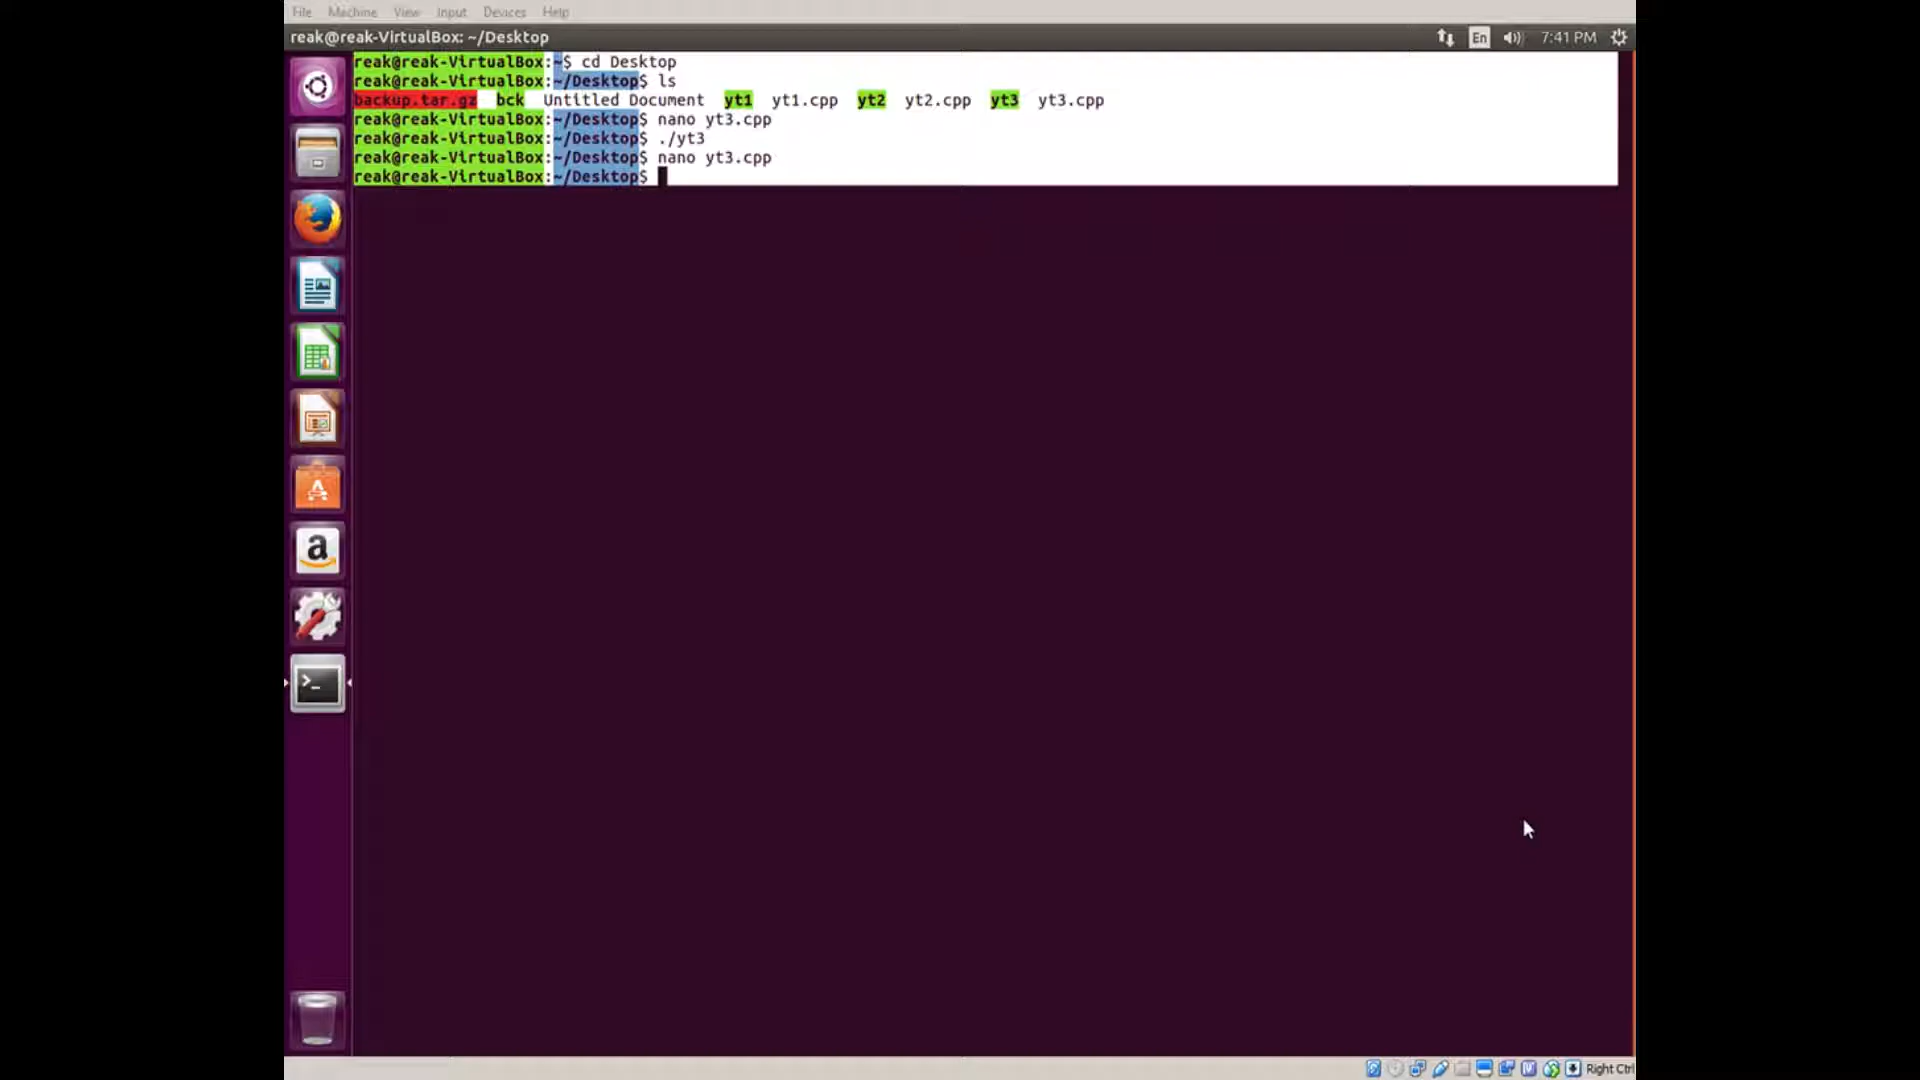 File Machine View Input Devices Help
reak@reak-VirtualBox: ~/Desktop
En
7:41 PM
reak@reak-VirtualBox:~$ cd Desktop
reak@reak-VirtualBox:~/Desktop$ ls
backup.tar.gz bck Untitled Document yt1 yt1.cpp yt2 yt2.cpp yt3 yt3.cpp
reak@reak-VirtualBox:~/Desktop$ nano yt3.cpp
reak@reak-VirtualBox:~/Desktop$ ./yt3
reak@reak-VirtualBox:~/Desktop$ nano yt3.cpp
reak@reak-VirtualBox:~/Desktop$
Right Ctrl